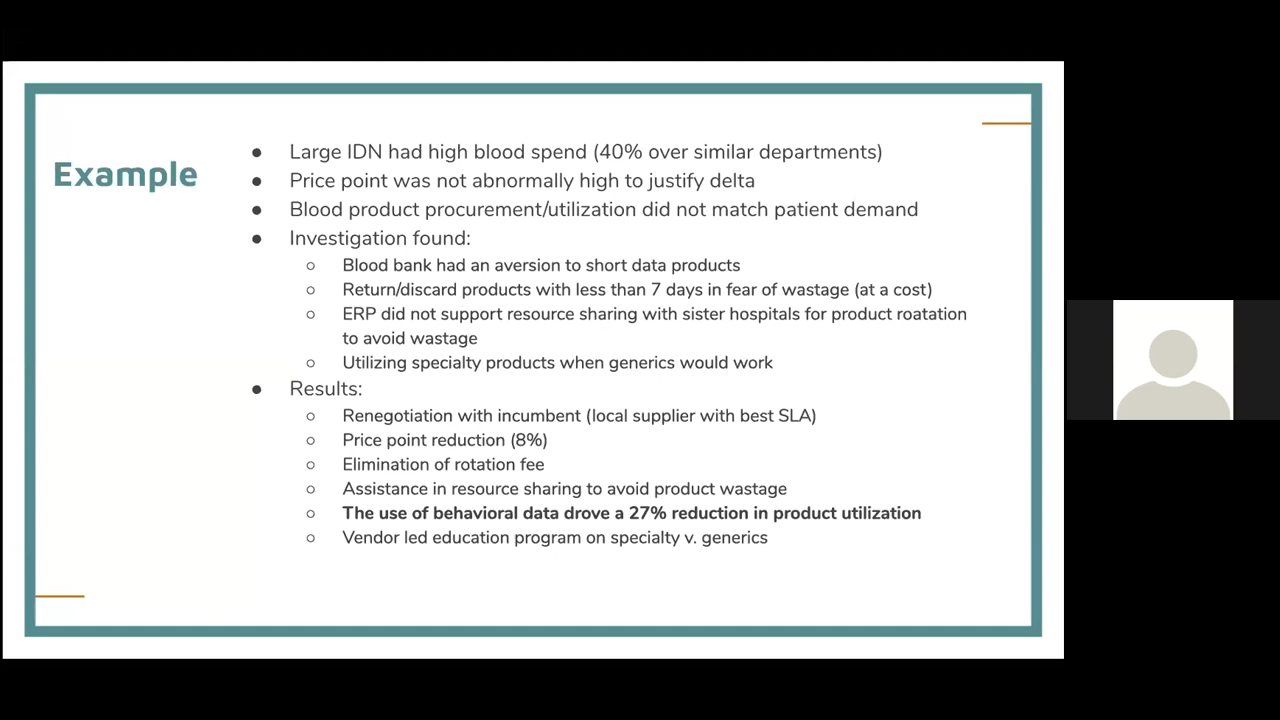 Example
● Large IDN had high blood spend (40% over similar departments)
● Price point was not abnormally high to justify delta
● Blood product procurement/utilization did not match patient demand
● Investigation found:
○ Blood bank had an aversion to short data products
○ Return/discard products with less than 7 days in fear of wastage (at a cost)
○ ERP did not support resource sharing with sister hospitals for product roatation
to avoid wastage
○ Utilizing specialty products when generics would work
● Results:
○ Renegotiation with incumbent (local supplier with best SLA)
○ Price point reduction (8%)
○ Elimination of rotation fee
○ Assistance in resource sharing to avoid product wastage
○ The use of behavioral data drove a 27% reduction in product utilization
○ Vendor led education program on specialty v. generics